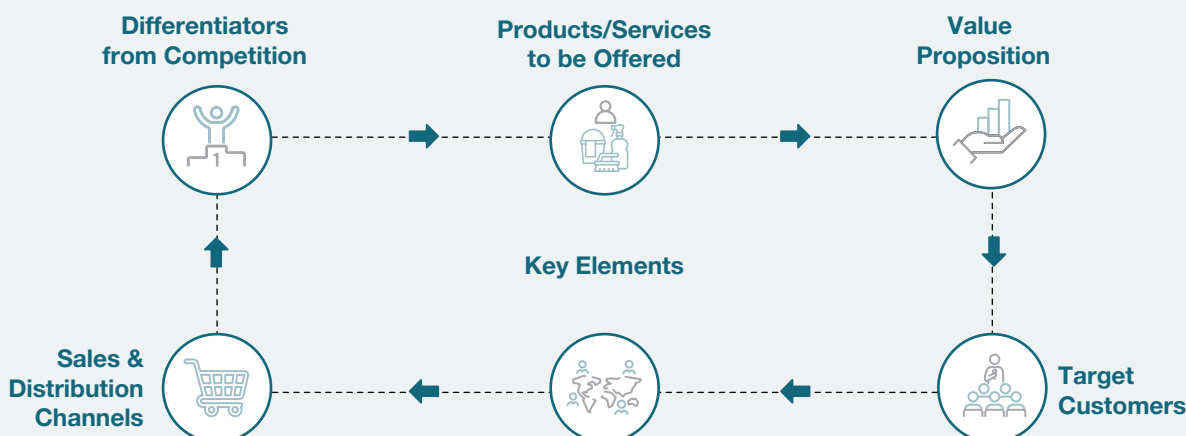 Differentiators
from Competition
Products/Services
to be Offered
Value
Proposition
1
Key Elements
Sales &
Distribution
Channels
Target
Customers